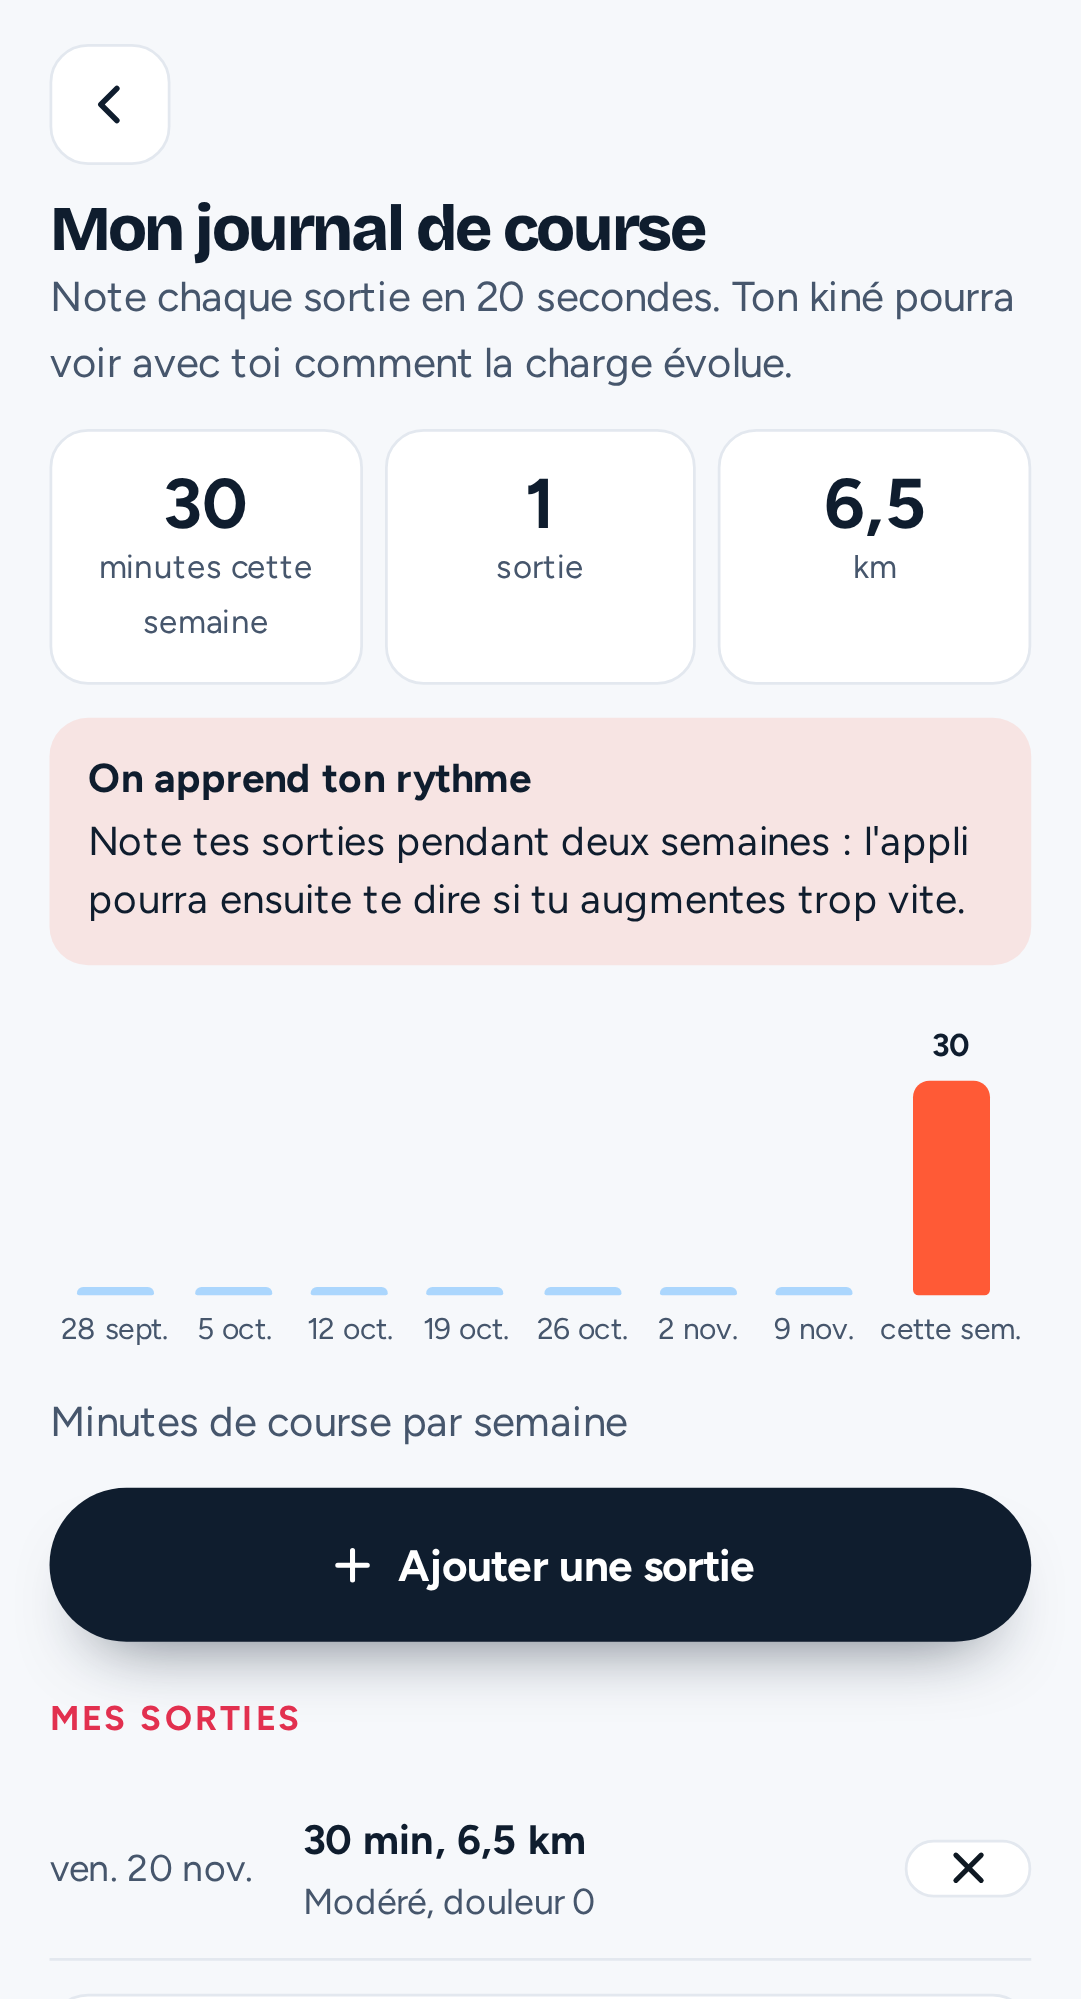 Mon journal de course
Note chaque sortie en 20 secondes. Ton kiné pourra
voir avec toi comment la charge évolue.
30
minutes cette
semaine
1
sortie
6,5
km
On apprend ton rythme
Note tes sorties pendant deux semaines : l'appli
pourra ensuite te dire si tu augmentes trop vite.
30
28 sept. 5 oct. 12 oct. 19 oct. 26 oct. 2 nov. 9 nov. cette sem.
Minutes de course par semaine
+ Ajouter une sortie
MES SORTIES
ven. 20 nov.
30 min, 6,5 km
Modéré, douleur 0